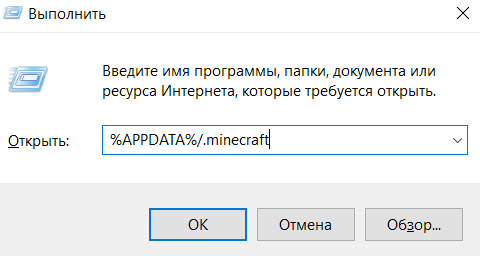 Выполнить
Введите имя программы, папки, документа или
ресурса Интернета, которые требуется открыть.
Открыть: %APPDATA%/.minecraft
OK Отмена Обзор...